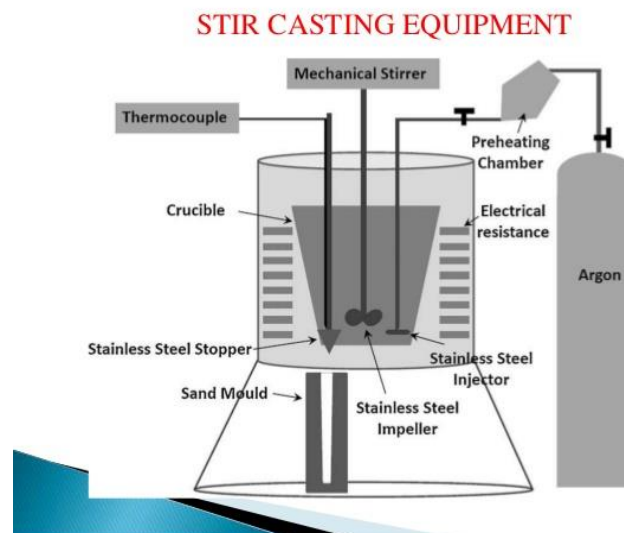 STIR CASTING EQUIPMENT
Mechanical Stirrer
Thermocouple
Preheating
Chamber
Crucible
Electrical
resistance
Argon
Stainless Steel Stopper
Stainless Steel
Injector
Sand Mould
Stainless Steel
Impeller